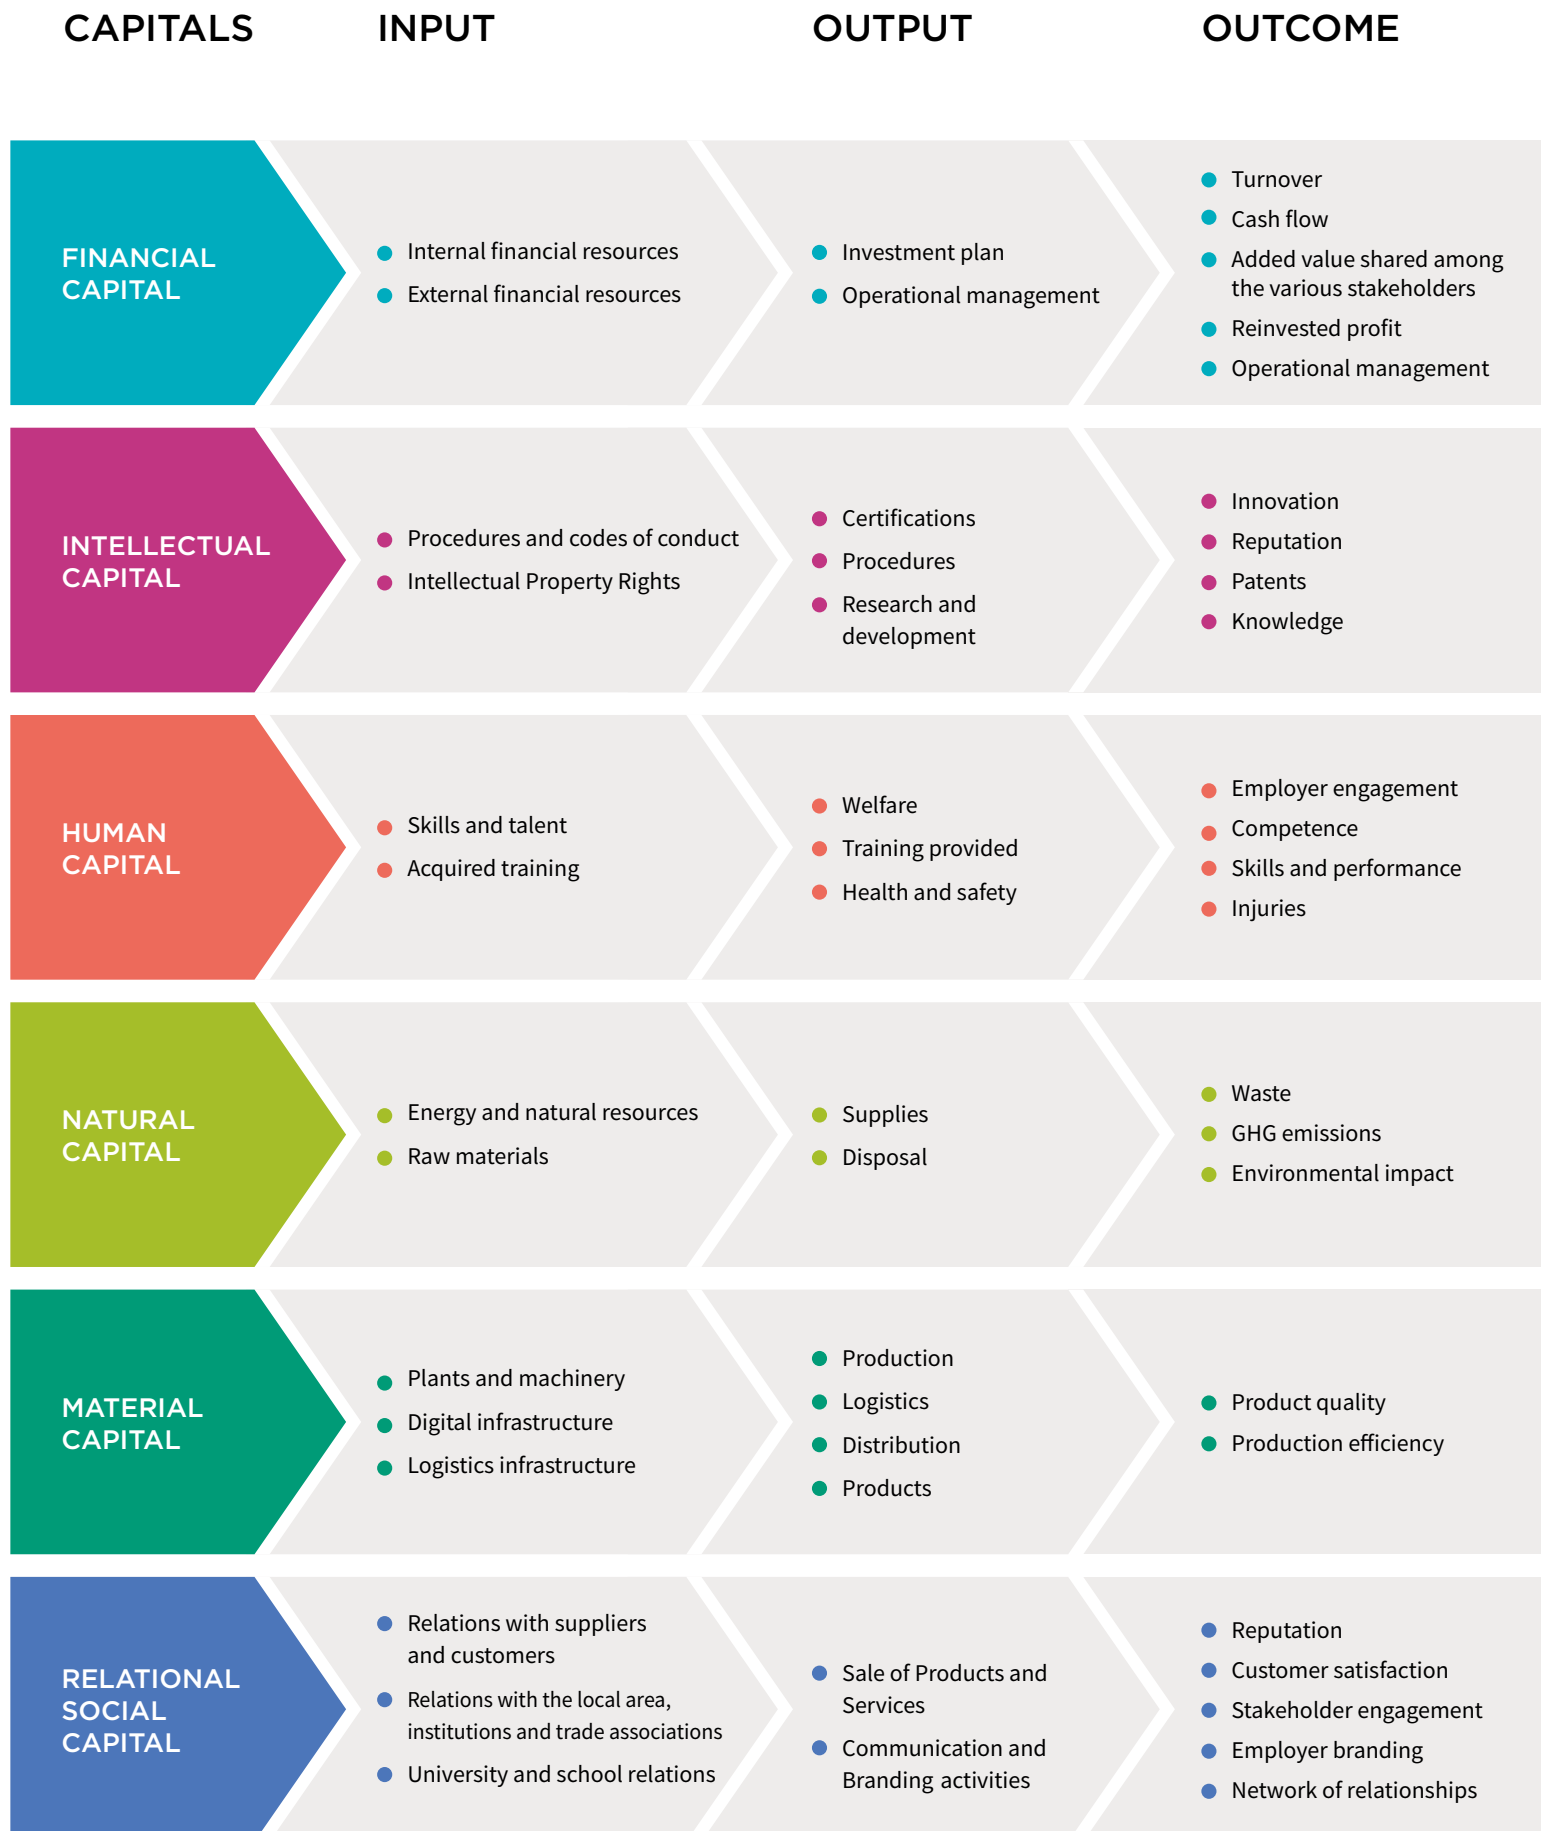 CAPITALS
INPUT
OUTPUT
OUTCOME
FINANCIAL
CAPITAL
Internal financial resources
External financial resources
Investment plan
Operational management
Turnover
Cash flow
Added value shared among
the various stakeholders
Reinvested profit
Operational management
INTELLECTUAL
CAPITAL
Procedures and codes of conduct
Intellectual Property Rights
Certifications
Procedures
Research and
development
Innovation
Reputation
Patents
Knowledge
HUMAN
CAPITAL
Skills and talent
Acquired training
Welfare
Training provided
Health and safety
Employer engagement
Competence
Skills and performance
Injuries
NATURAL
CAPITAL
Energy and natural resources
Raw materials
Supplies
Disposal
Waste
GHG emissions
Environmental impact
MATERIAL
CAPITAL
Plants and machinery
Digital infrastructure
Logistics infrastructure
Production
Logistics
Distribution
Products
Product quality
Production efficiency
RELATIONAL
SOCIAL
CAPITAL
Relations with suppliers
and customers
Relations with the local area,
institutions and trade associations
University and school relations
Sale of Products and
Services
Communication and
Branding activities
Reputation
Customer satisfaction
Stakeholder engagement
Employer branding
Network of relationships